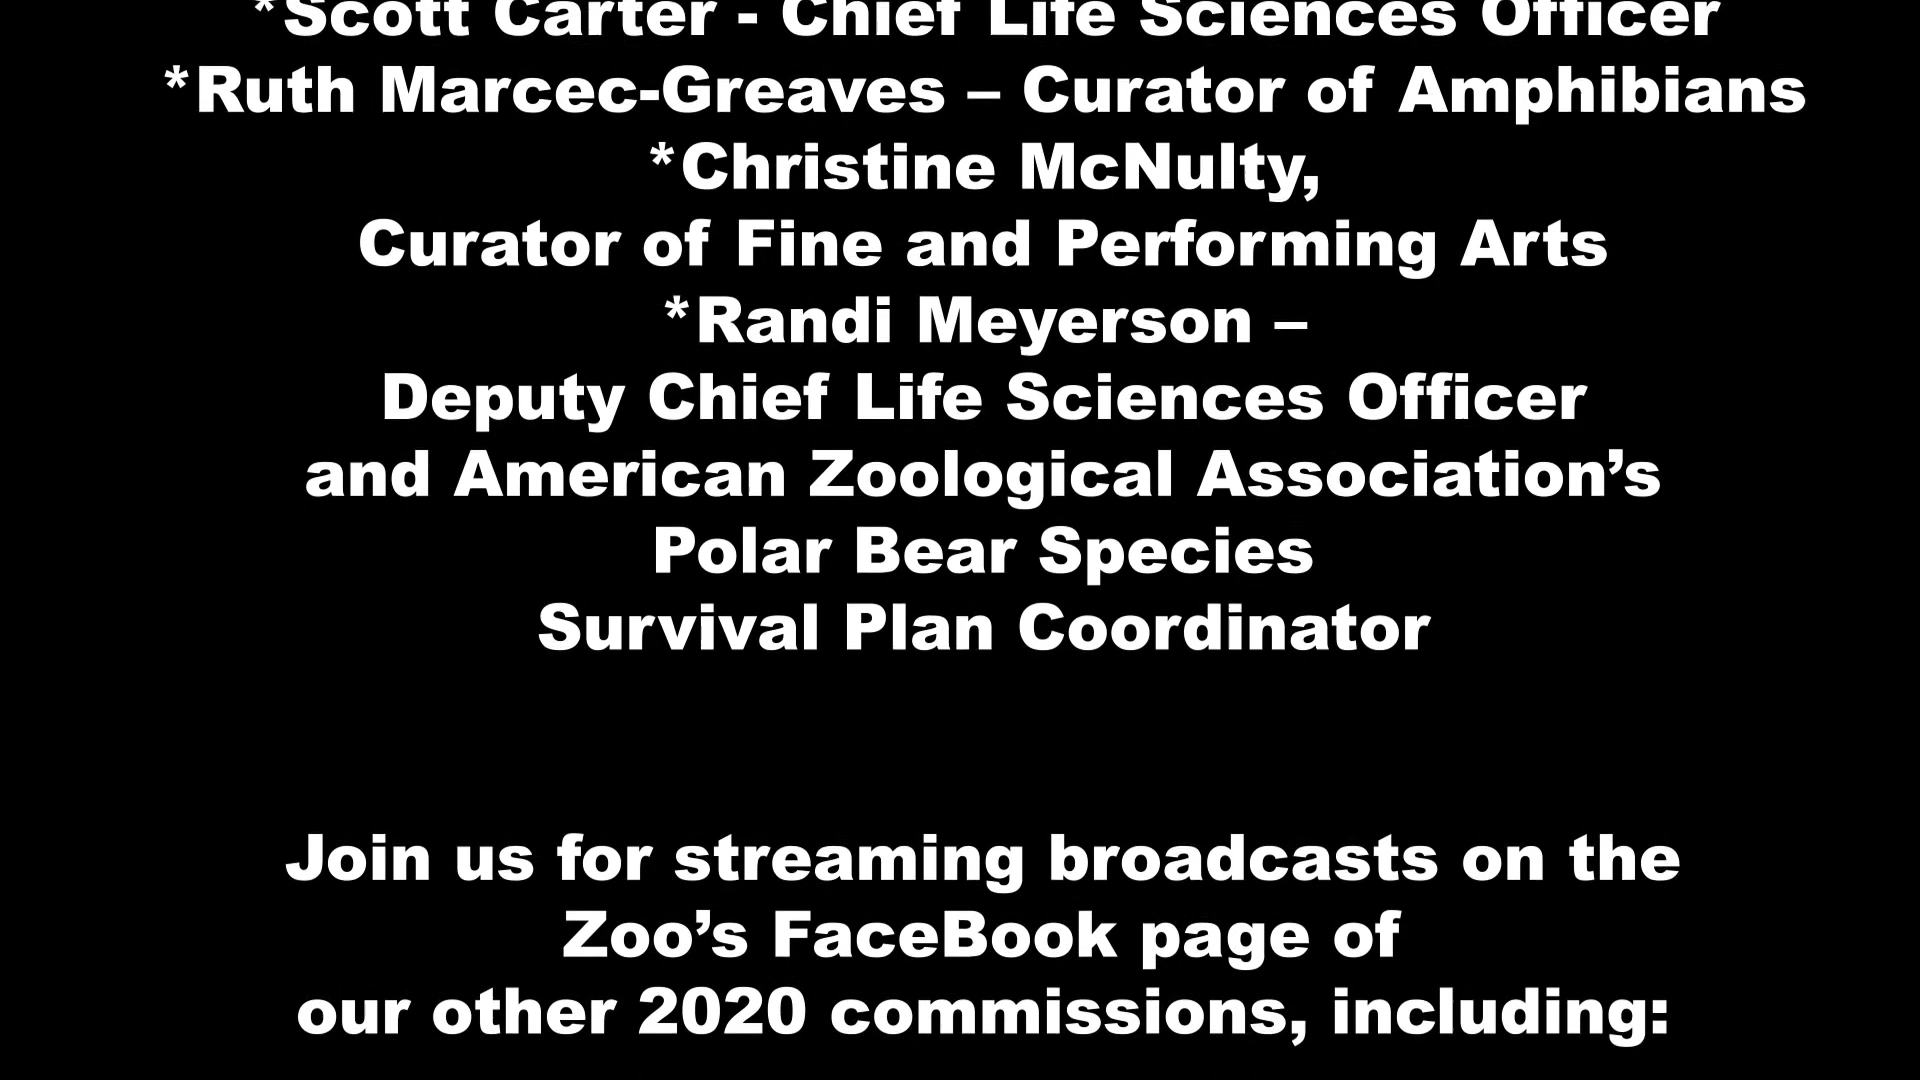 *Scott Carter - Chief Life Sciences Officer
*Ruth Marcec-Greaves – Curator of Amphibians
*Christine McNulty,
Curator of Fine and Performing Arts
*Randi Meyerson –
Deputy Chief Life Sciences Officer
and American Zoological Association’s
Polar Bear Species
Survival Plan Coordinator
Join us for streaming broadcasts on the
Zoo’s FaceBook page of
our other 2020 commissions, including: